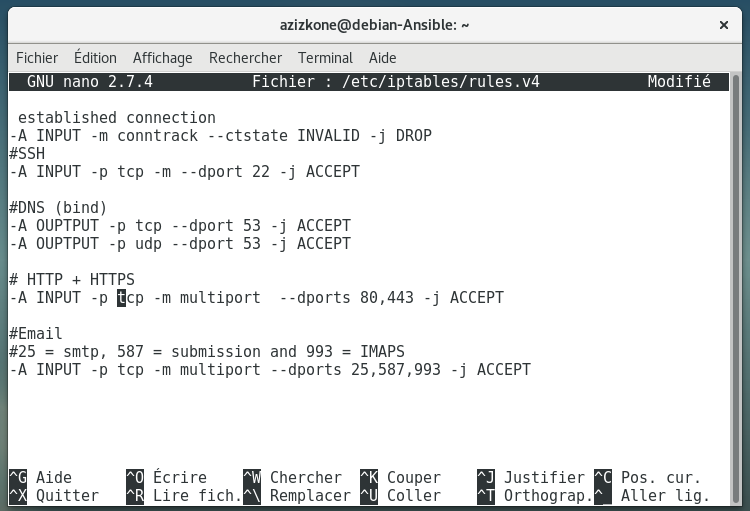 azizkone@debian-Ansible: ~ ×
Fichier Édition Affichage Rechercher Terminal Aide
GNU nano 2.7.4 Fichier : /etc/iptables/rules.v4 Modifié
established connection
-A INPUT -m conntrack --ctstate INVALID -j DROP
#SSH
-A INPUT -p tcp -m --dport 22 -j ACCEPT
#DNS (bind)
-A OUPTPUT -p tcp --dport 53 -j ACCEPT
-A OUPTPUT -p udp --dport 53 -j ACCEPT
# HTTP + HTTPS
-A INPUT -p tcp -m multiport  --dports 80,443 -j ACCEPT
#Email
#25 = smtp, 587 = submission and 993 = IMAPS
-A INPUT -p tcp -m multiport --dports 25,587,993 -j ACCEPT
^G Aide ^O Écrire ^W Chercher ^K Couper ^J Justifier ^C Pos. cur.
^X Quitter ^R Lire fich. ^\ Remplacer ^U Coller ^T Orthograp. ^_ Aller lig.